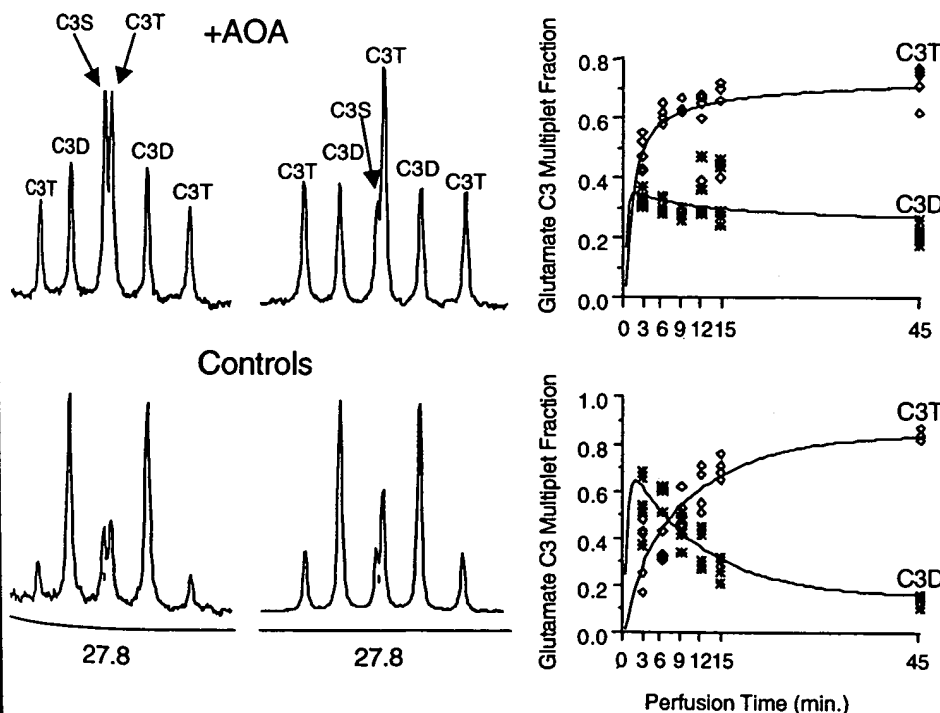 +AOA
C3S
C3T
C3T
C3D
C3D
C3T
C3T
C3S
C3T
C3D
C3D
C3T
Glutamate C3 Multiplet Fraction
0.8
0.6
0.4
0.2
0.0
0 3 6 9 12 15 45
C3T
C3D
Controls
27.8
27.8
Glutamate C3 Multiplet Fraction
1.0
0.8
0.6
0.4
0.2
0.0
0 3 6 9 12 15 45
C3T
C3D
Perfusion Time (min.)